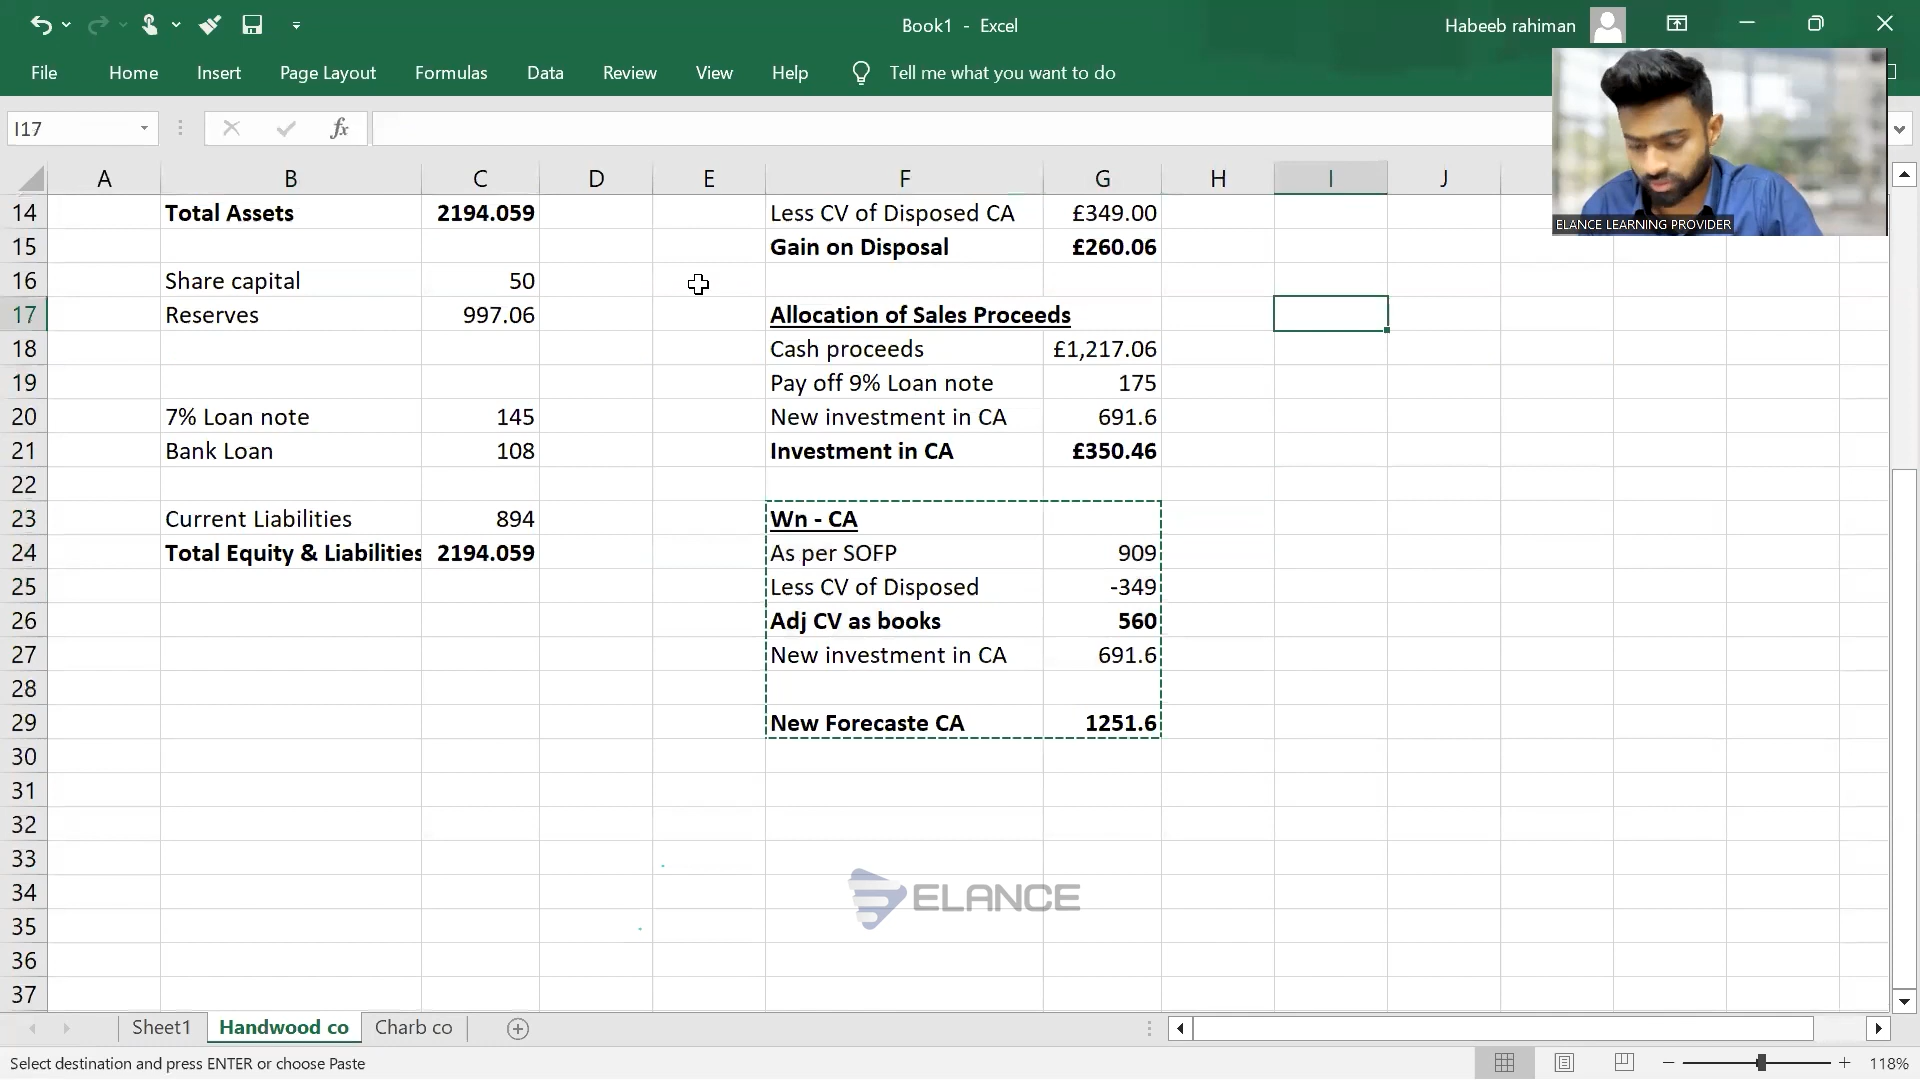 Book1 - Excel
Habeeb rahiman
File Home Insert Page Layout Formulas Data Review View Help Tell me what you want to do
I17
fx
ELANCE LEARNING PROVIDER
A B C D E F G H I J
14 Total Assets 2194.059 Less CV of Disposed CA £349.00
15 Gain on Disposal £260.06
16 Share capital 50
17 Reserves 997.06 Allocation of Sales Proceeds
18 Cash proceeds £1,217.06
19 Pay off 9% Loan note 175
20 7% Loan note 145 New investment in CA 691.6
21 Bank Loan 108 Investment in CA £350.46
22
23 Current Liabilities 894 Wn - CA
24 Total Equity & Liabilities 2194.059 As per SOFP 909
25 Less CV of Disposed -349
26 Adj CV as books 560
27 New investment in CA 691.6
28
29 New Forecaste CA 1251.6
30
31
32
33
34 ELANCE
35
36
37
Sheet1 Handwood co Charb co
Select destination and press ENTER or choose Paste
118%